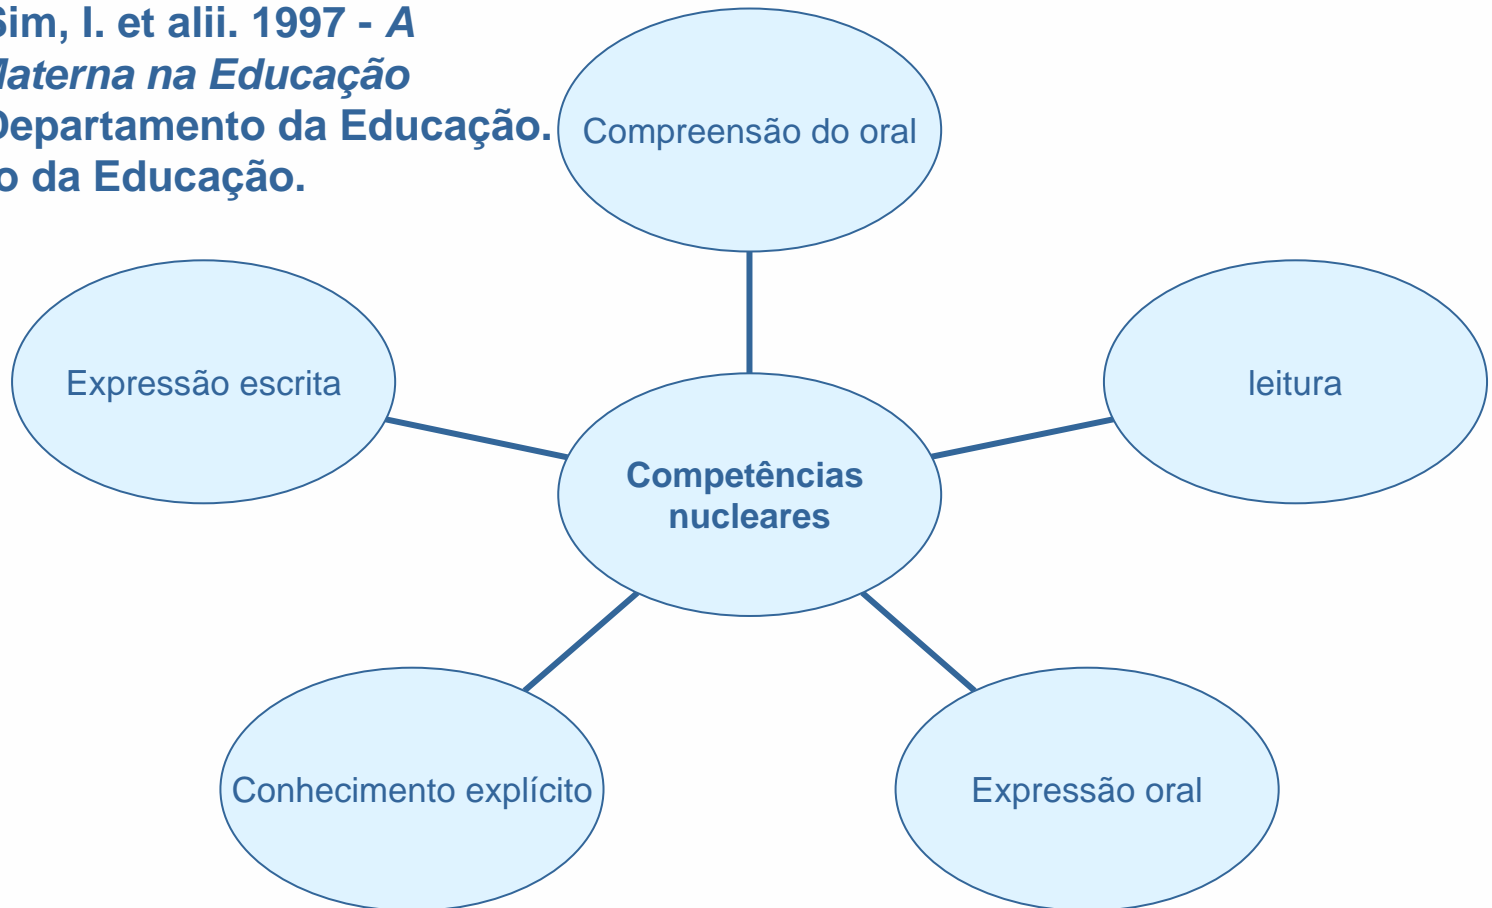 Sim, I. et alii. 1997 - A
Materna na Educação
Departamento da Educação.
o da Educação.
Compreensão do oral
Expressão escrita
leitura
Competências
nucleares
Conhecimento explícito
Expressão oral